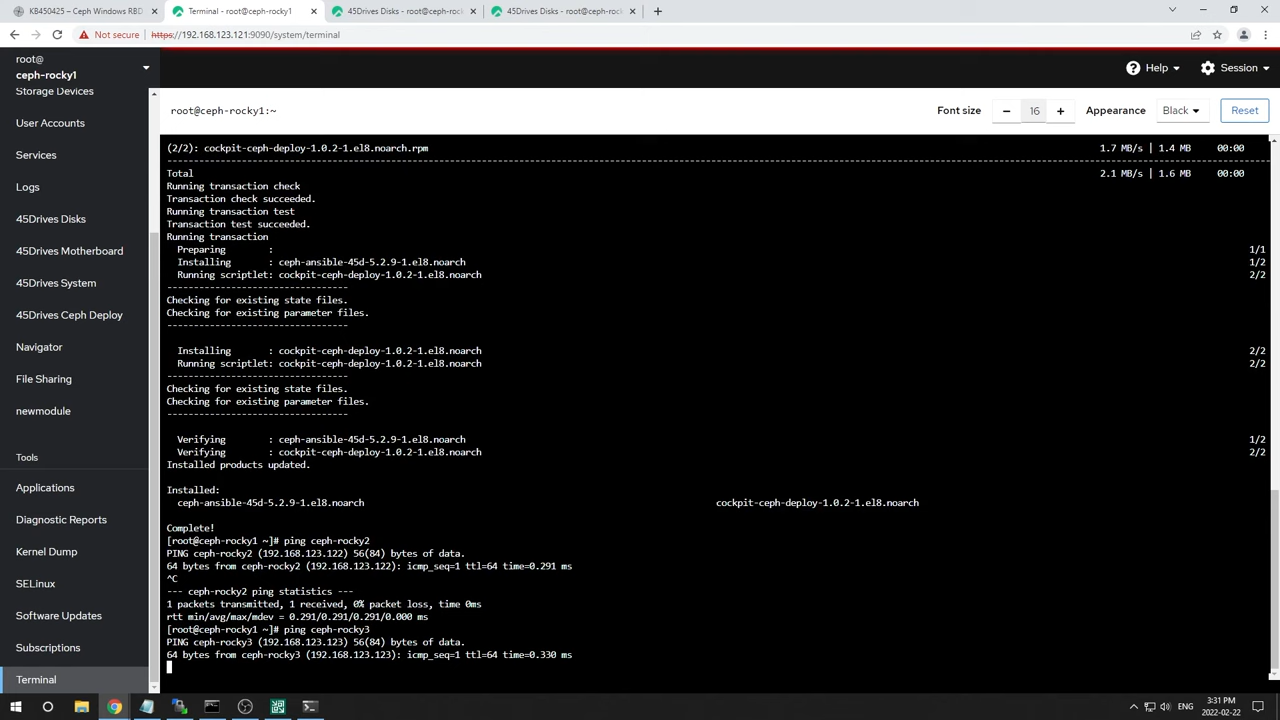 KB450425 – Ceph Windows RBD
Terminal - root@ceph-rocky1
45Drives Disks - root@ceph-rocky
45Drives Disks - root@ceph-rocky
Not secure
https://192.168.123.121:9090/system/terminal
root@
ceph-rocky1
Help
Session
Storage Devices
User Accounts
Services
Logs
45Drives Disks
45Drives Motherboard
45Drives System
45Drives Ceph Deploy
Navigator
File Sharing
newmodule
Tools
Applications
Diagnostic Reports
Kernel Dump
SELinux
Software Updates
Subscriptions
Terminal
root@ceph-rocky1:~
Font size
16
Appearance
Black
Reset
(2/2): cockpit-ceph-deploy-1.0.2-1.el8.noarch.rpm 1.7 MB/s | 1.4 MB 00:00
Total 2.1 MB/s | 1.6 MB 00:00
Running transaction check
Transaction check succeeded.
Running transaction test
Transaction test succeeded.
Running transaction
Preparing : 1/1
Installing : ceph-ansible-45d-5.2.9-1.el8.noarch 1/2
Running scriptlet: cockpit-ceph-deploy-1.0.2-1.el8.noarch 2/2
----------------------------------
Checking for existing state files.
Checking for existing parameter files.
----------------------------------
Installing : cockpit-ceph-deploy-1.0.2-1.el8.noarch 2/2
Running scriptlet: cockpit-ceph-deploy-1.0.2-1.el8.noarch 2/2
----------------------------------
Checking for existing state files.
Checking for existing parameter files.
----------------------------------
Verifying : ceph-ansible-45d-5.2.9-1.el8.noarch 1/2
Verifying : cockpit-ceph-deploy-1.0.2-1.el8.noarch 2/2
Installed products updated.
Installed:
ceph-ansible-45d-5.2.9-1.el8.noarch cockpit-ceph-deploy-1.0.2-1.el8.noarch
Complete!
[root@ceph-rocky1 ~]# ping ceph-rocky2
PING ceph-rocky2 (192.168.123.122) 56(84) bytes of data.
64 bytes from ceph-rocky2 (192.168.123.122): icmp_seq=1 ttl=64 time=0.291 ms
^C
--- ceph-rocky2 ping statistics ---
1 packets transmitted, 1 received, 0% packet loss, time 0ms
rtt min/avg/max/mdev = 0.291/0.291/0.291/0.000 ms
[root@ceph-rocky1 ~]# ping ceph-rocky3
PING ceph-rocky3 (192.168.123.123) 56(84) bytes of data.
64 bytes from ceph-rocky3 (192.168.123.123): icmp_seq=1 ttl=64 time=0.330 ms
ENG
3:31 PM
2022-02-22